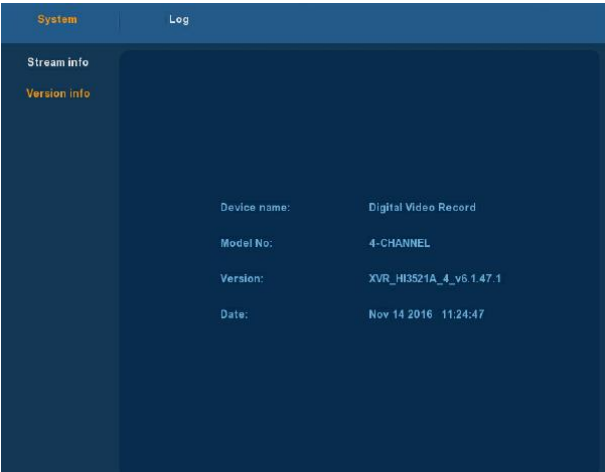 System Log
Stream info
Version info
Device name: Digital Video Record
Model No: 4-CHANNEL
Version: XVR_HI3521A_4_v6.1.47.1
Date: Nov 14 2016 11:24:47